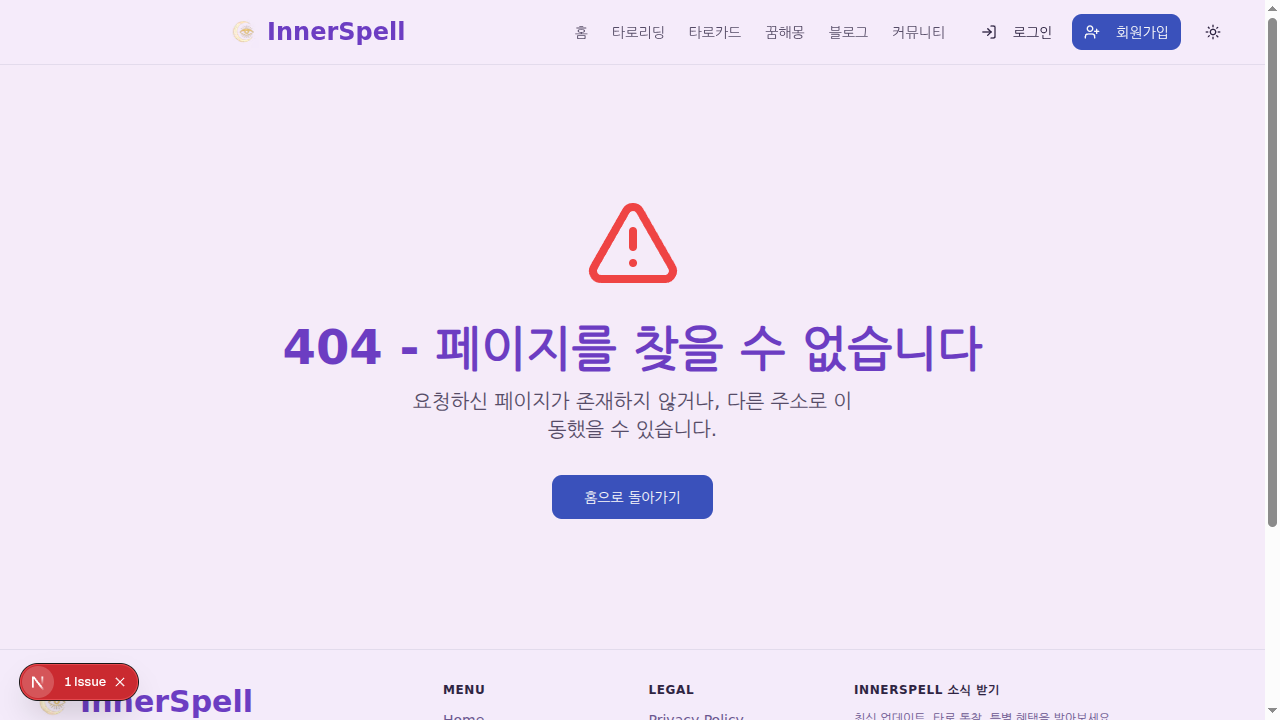 InnerSpell
홈 타로리딩 타로카드 꿈해몽 블로그 커뮤니티 로그인 회원가입
404 - 페이지를 찾을 수 없습니다
요청하신 페이지가 존재하지 않거나, 다른 주소로 이
동했을 수 있습니다.
홈으로 돌아가기
1 Issue
InnerSpell
MENU
Home
LEGAL
Privacy Policy
INNERSPELL 소식 받기
최신 업데이트, 타로 통찰, 특별 혜택을 받아보세요.